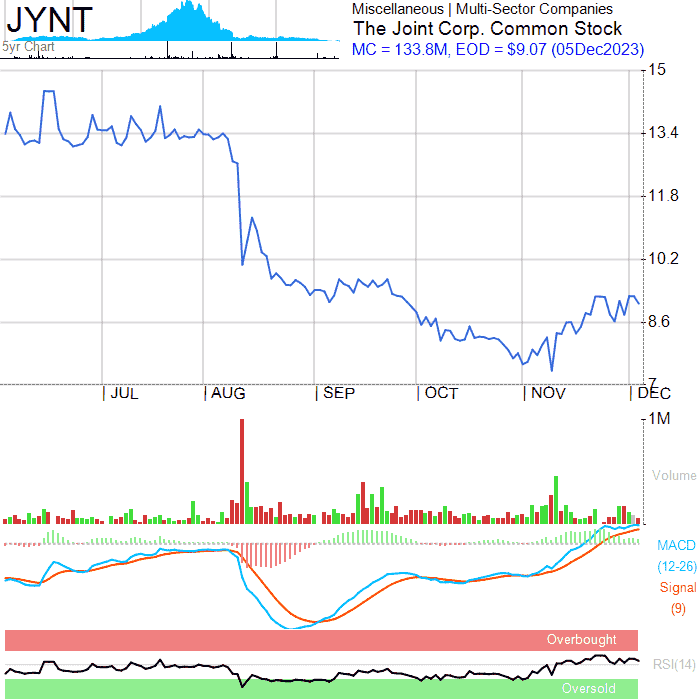 JYNT
5yr Chart
Miscellaneous | Multi-Sector Companies
The Joint Corp. Common Stock
MC = 133.8M, EOD = $9.07 (05Dec2023)
15
13.4
11.8
10.2
8.6
7
| JUL | AUG | SEP | OCT | NOV | DEC
1M
Volume
MACD
(12-26)
Signal
(9)
Overbought
RSI(14)
Oversold